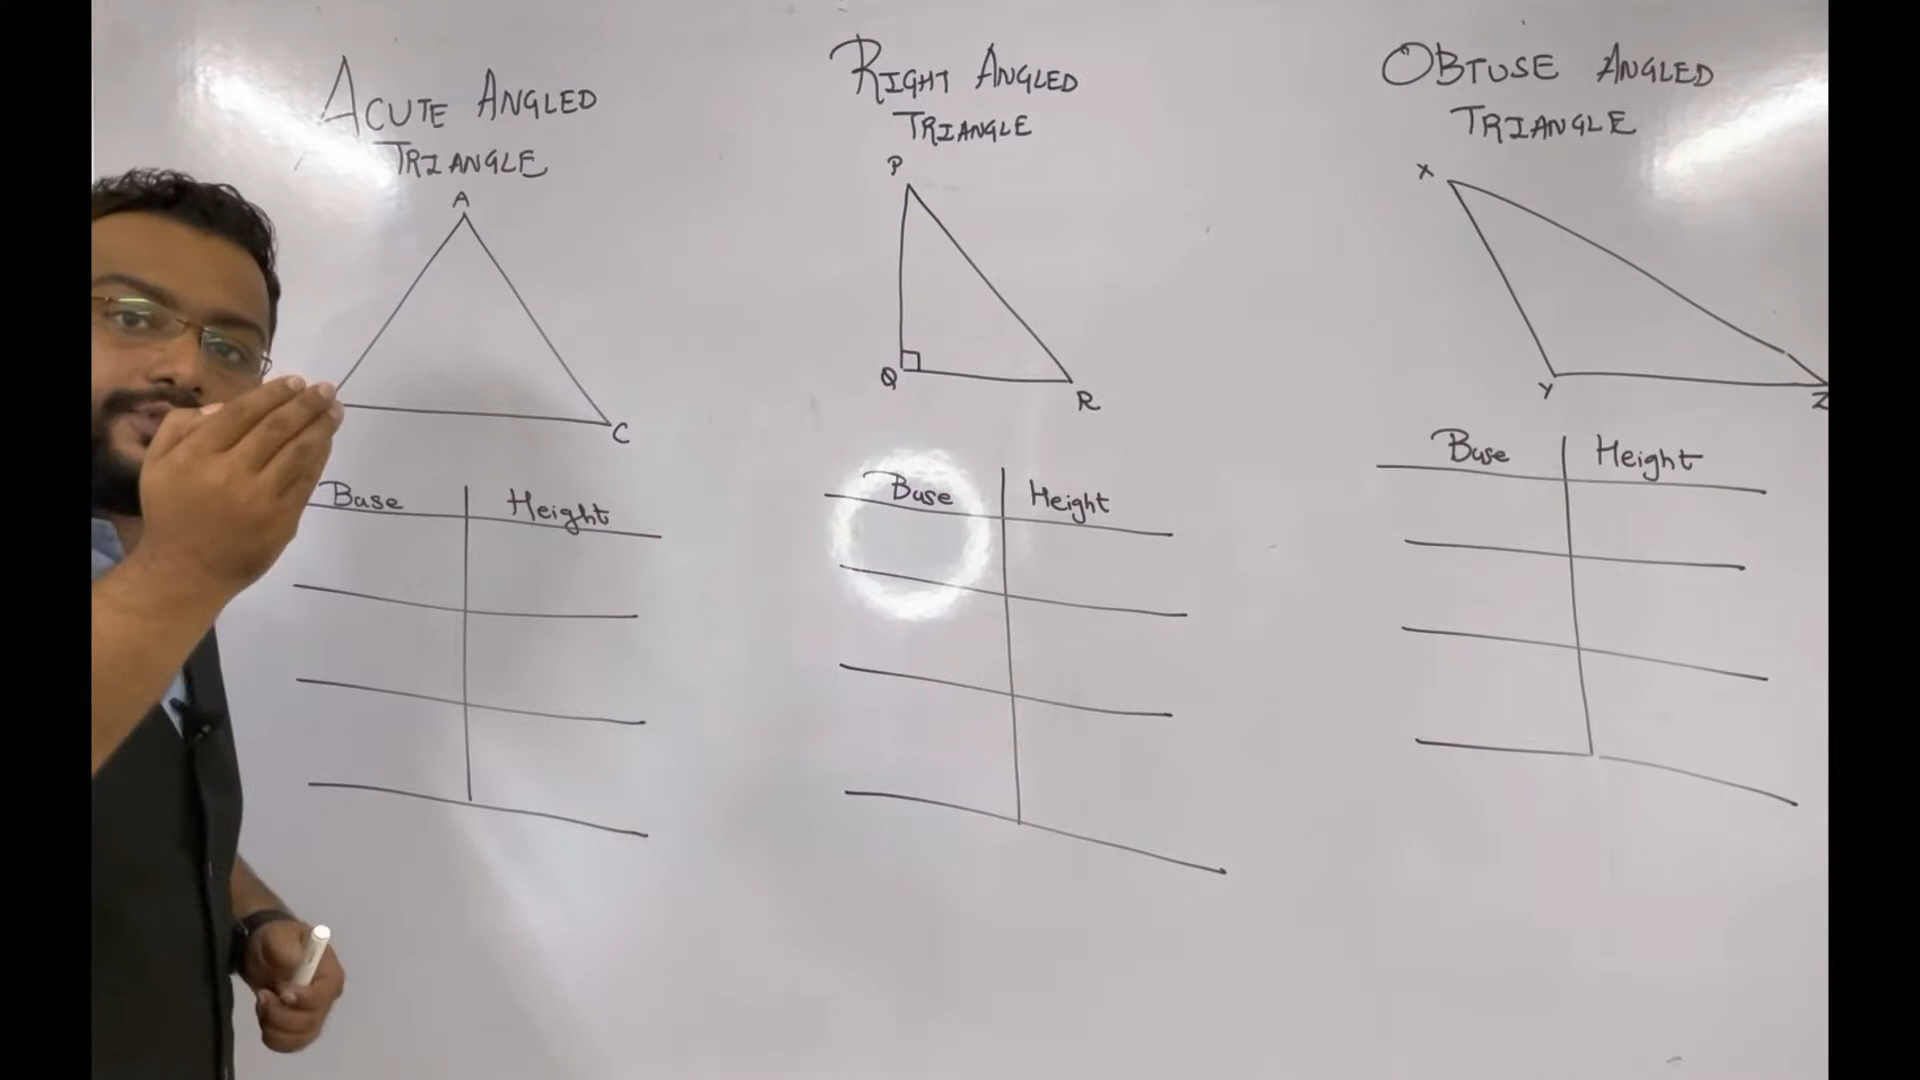 ACUTE ANGLED
TRIANGLE
A
C
Base Height
RIGHT ANGLED
TRIANGLE
P
Q
R
Base Height
OBTUSE ANGLED
TRIANGLE
X
Y
Z
Base Height